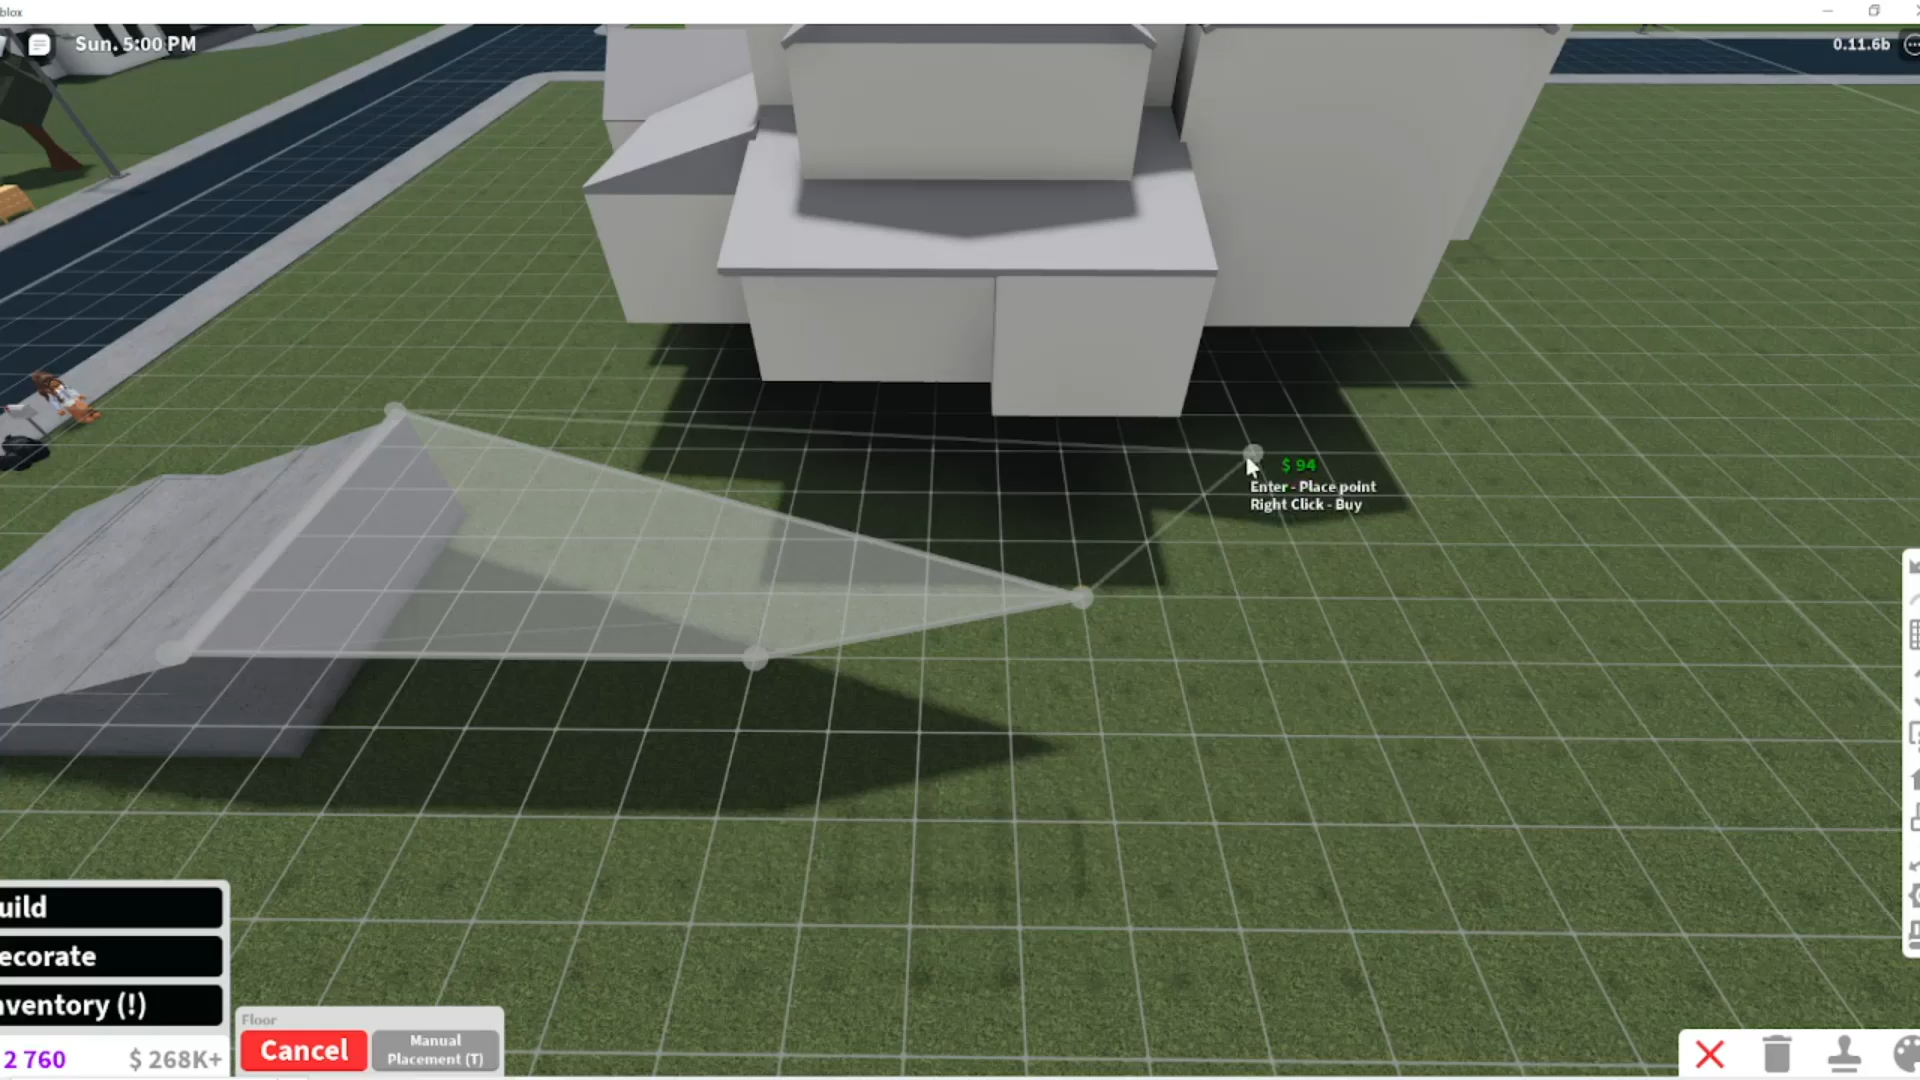 blox
Sun. 5:00 PM
0.11.6b
$ 94
Enter - Place point
Right Click - Buy
uild
ecorate
nventory (!)
2 760
$ 268K+
Floor
Cancel
Manual
Placement (T)